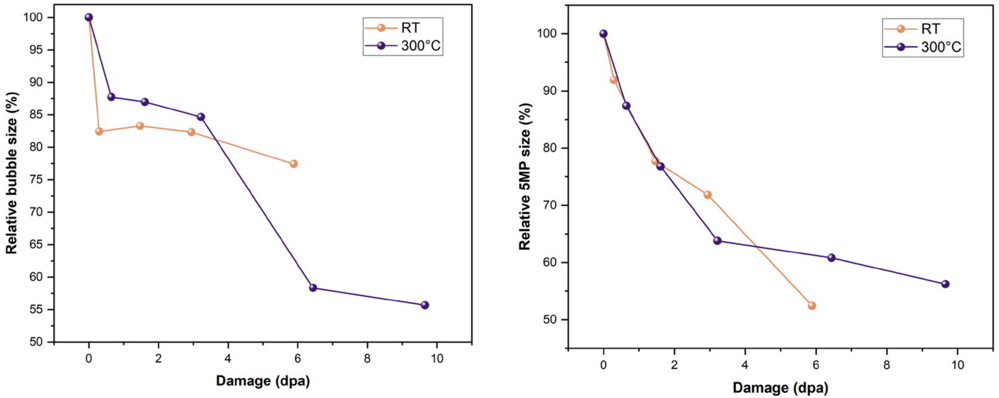 RT
300°C
100
95
90
85
80
75
70
65
60
55
50
Relative bubble size (%)
0 2 4 6 8 10
Damage (dpa)
RT
300°C
100
90
80
70
60
50
Relative 5MP size (%)
0 2 4 6 8 10
Damage (dpa)